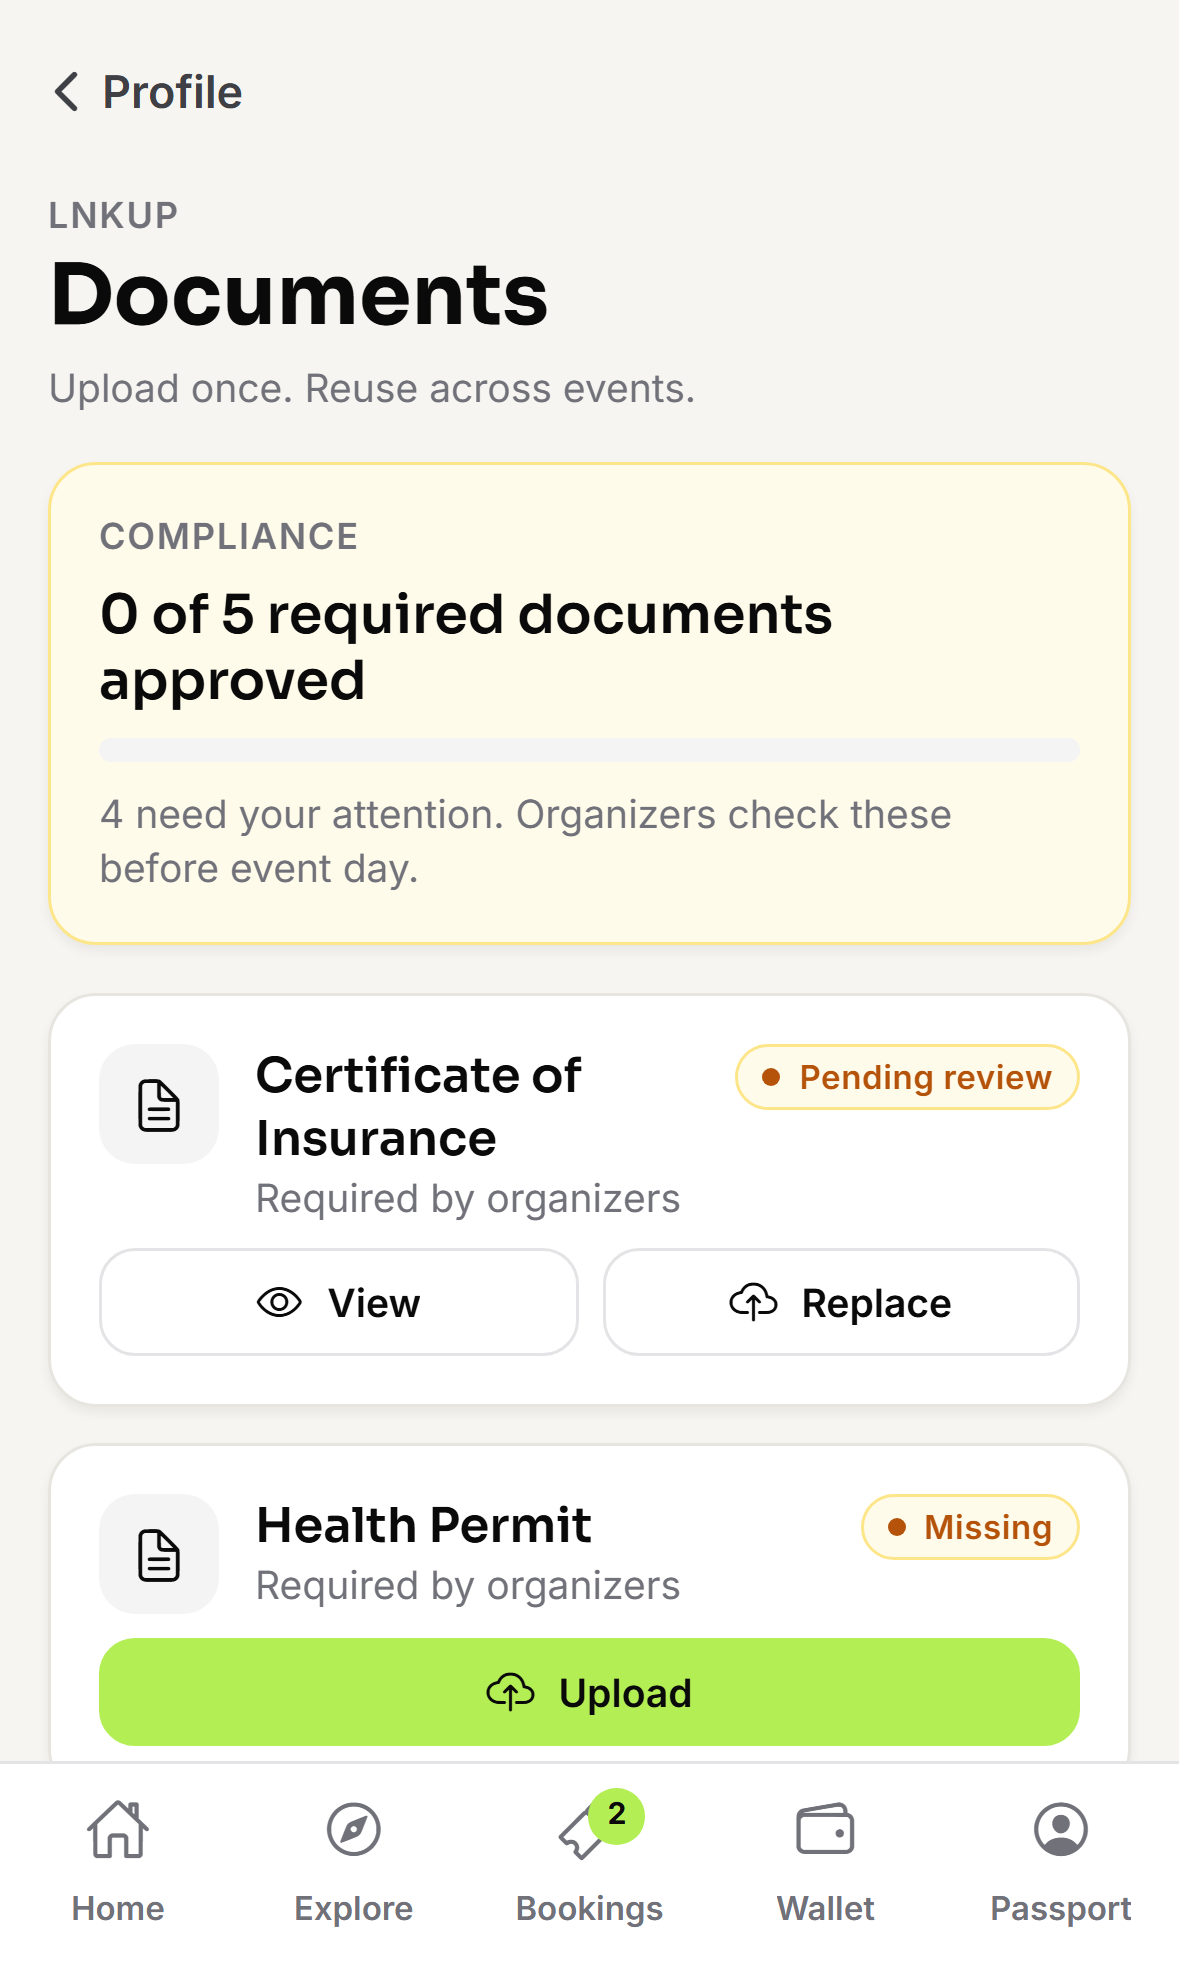 Profile
LNKUP
Documents
Upload once. Reuse across events.
COMPLIANCE
0 of 5 required documents
approved
4 need your attention. Organizers check these
before event day.
Certificate of
Insurance
Pending review
Required by organizers
View
Replace
Health Permit
Missing
Required by organizers
Upload
2
Home
Explore
Bookings
Wallet
Passport